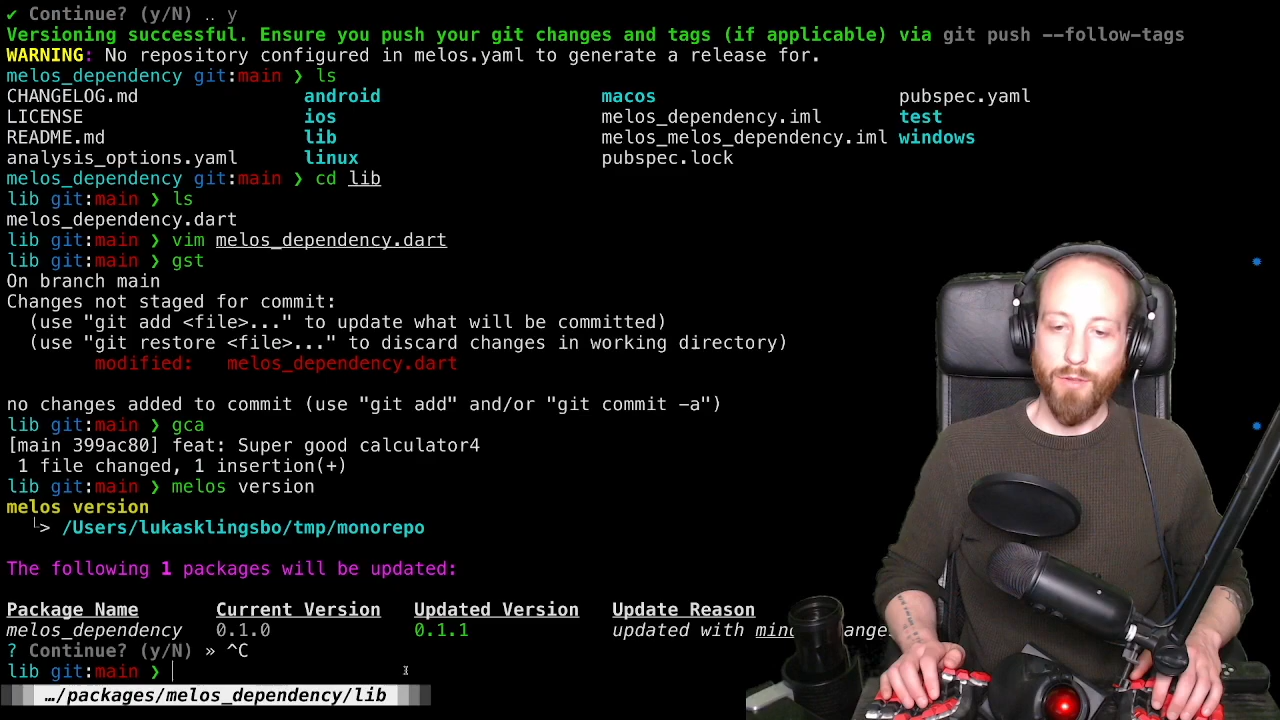 ✔ Continue? (y/N) .. y
Versioning successful. Ensure you push your git changes and tags (if applicable) via git push --follow-tags
WARNING: No repository configured in melos.yaml to generate a release for.
melos_dependency git:main ❯ ls
CHANGELOG.md android macos pubspec.yaml
LICENSE ios melos_dependency.iml test
README.md lib melos_melos_dependency.iml windows
analysis_options.yaml linux pubspec.lock
melos_dependency git:main ❯ cd lib
lib git:main ❯ ls
melos_dependency.dart
lib git:main ❯ vim melos_dependency.dart
lib git:main ❯ gst
On branch main
Changes not staged for commit:
(use "git add <file>..." to update what will be committed)
(use "git restore <file>..." to discard changes in working directory)
modified: melos_dependency.dart
no changes added to commit (use "git add" and/or "git commit -a")
lib git:main ❯ gca
[main 399ac80] feat: Super good calculator4
1 file changed, 1 insertion(+)
lib git:main ❯ melos version
melos version
└> /Users/lukasklingsbo/tmp/monorepo
The following 1 packages will be updated:
Package Name Current Version Updated Version Update Reason
melos_dependency 0.1.0 0.1.1 updated with
? Continue? (y/N) » ^C
lib git:main ❯
…/packages/melos_dependency/lib